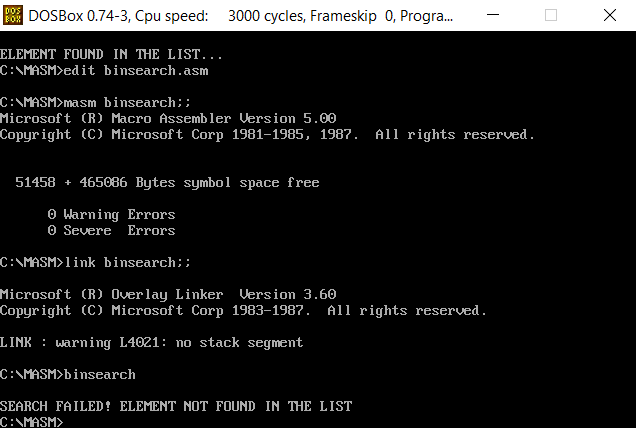 DOS BOX DOSBox 0.74-3, Cpu speed: 3000 cycles, Frameskip 0, Progra...
ELEMENT FOUND IN THE LIST...
C:\MASM>edit binsearch.asm
C:\MASM>masm binsearch;;
Microsoft (R) Macro Assembler Version 5.00
Copyright (C) Microsoft Corp 1981-1985, 1987.  All rights reserved.
51458 + 465086 Bytes symbol space free
0 Warning Errors
0 Severe  Errors
C:\MASM>link binsearch;;
Microsoft (R) Overlay Linker  Version 3.60
Copyright (C) Microsoft Corp 1983-1987.  All rights reserved.
LINK : warning L4021: no stack segment
C:\MASM>binsearch
SEARCH FAILED! ELEMENT NOT FOUND IN THE LIST
C:\MASM>